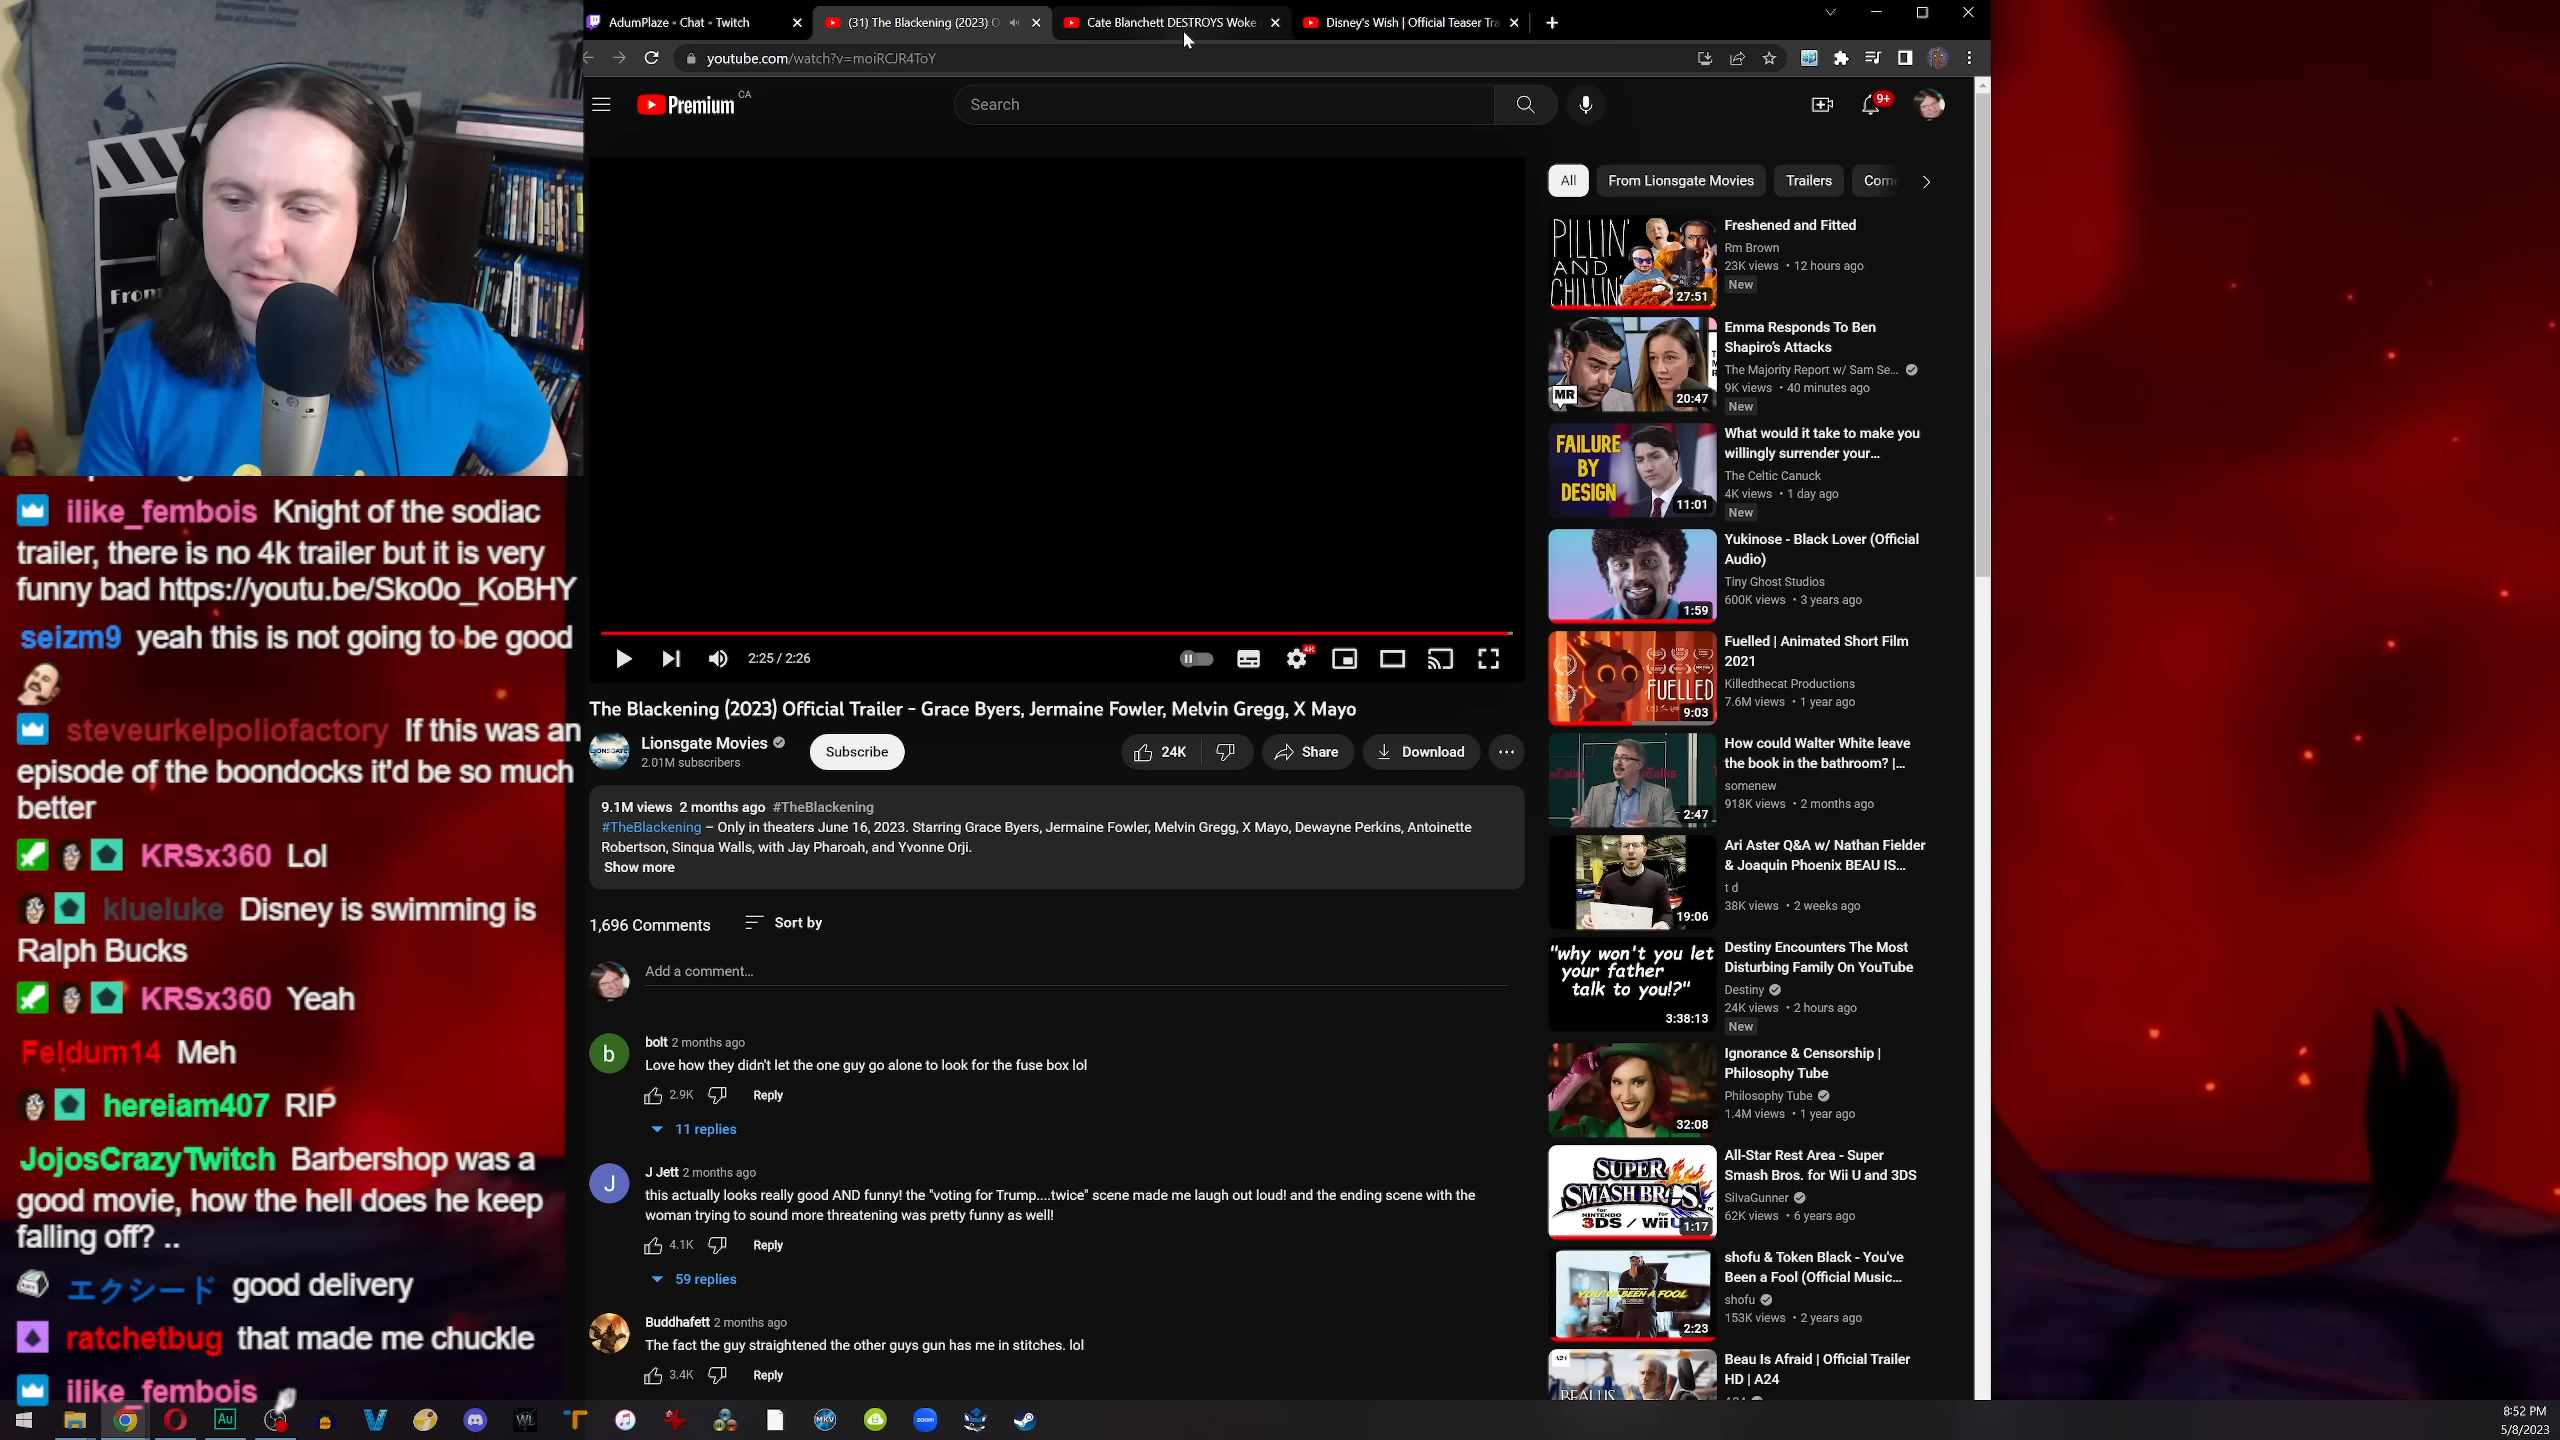 AdumPlaze - Chat - Twitch
(31) The Blackening (2023) O
Cate Blanchett DESTROYS Woke
Disney's Wish | Official Teaser Tra
youtube.com/watch?v=moiRCJR4ToY
Premium CA
Search
9+
All
From Lionsgate Movies
Trailers
Com
2:25 / 2:26
The Blackening (2023) Official Trailer - Grace Byers, Jermaine Fowler, Melvin Gregg, X Mayo
Lionsgate Movies
2.01M subscribers
Subscribe
24K
Share
Download
9.1M views 2 months ago #TheBlackening
#TheBlackening – Only in theaters June 16, 2023. Starring Grace Byers, Jermaine Fowler, Melvin Gregg, X Mayo, Dewayne Perkins, Antoinette
Robertson, Sinqua Walls, with Jay Pharoah, and Yvonne Orji.
Show more
1,696 Comments
Sort by
Add a comment...
b
bolt 2 months ago
Love how they didn't let the one guy go alone to look for the fuse box lol
2.9K
Reply
11 replies
J
J Jett 2 months ago
this actually looks really good AND funny! the "voting for Trump....twice" scene made me laugh out loud! and the ending scene with the
woman trying to sound more threatening was pretty funny as well!
4.1K
Reply
59 replies
Buddhafett 2 months ago
The fact the guy straightened the other guys gun has me in stitches. lol
3.4K
Reply
PILLIN'
AND
CHILLIN'
27:51
Freshened and Fitted
Rm Brown
23K views • 12 hours ago
New
MR
20:47
Emma Responds To Ben
Shapiro's Attacks
The Majority Report w/ Sam Se...
9K views • 40 minutes ago
New
FAILURE
BY
DESIGN
11:01
What would it take to make you
willingly surrender your...
The Celtic Canuck
4K views • 1 day ago
New
1:59
Yukinose - Black Lover (Official
Audio)
Tiny Ghost Studios
600K views • 3 years ago
FUELLED
9:03
Fuelled | Animated Short Film
2021
Killedthecat Productions
7.6M views • 1 year ago
2:47
How could Walter White leave
the book in the bathroom? |...
somenew
918K views • 2 months ago
19:06
Ari Aster Q&A w/ Nathan Fielder
& Joaquin Phoenix BEAU IS...
t d
38K views • 2 weeks ago
"why won't you let
your father
talk to you!?"
3:38:13
Destiny Encounters The Most
Disturbing Family On YouTube
Destiny
24K views • 2 hours ago
New
32:08
Ignorance & Censorship |
Philosophy Tube
Philosophy Tube
1.4M views • 1 year ago
SUPER
SMASH BROS.
for NINTENDO 3DS / for Wii U
1:17
All-Star Rest Area - Super
Smash Bros. for Wii U and 3DS
SilvaGunner
62K views • 6 years ago
YOU'VE BEEN A FOOL
2:23
shofu & Token Black - You've
Been a Fool (Official Music...
shofu
153K views • 2 years ago
A24
BEAU IS
Beau Is Afraid | Official Trailer
HD | A24
From
ilike_fembois Knight of the sodiac
trailer, there is no 4k trailer but it is very
funny bad https://youtu.be/Sko0o_KoBHY
seizm9 yeah this is not going to be good
steveurkelpoliofactory If this was an
episode of the boondocks it'd be so much
better
KRSx360 Lol
klueluke Disney is swimming is
Ralph Bucks
KRSx360 Yeah
Feldum14 Meh
hereiam407 RIP
JojosCrazyTwitch Barbershop was a
good movie, how the hell does he keep
falling off? ..
エクシード good delivery
ratchetbug that made me chuckle
ilike_fembois
Au
WL
MKV
zoom
8:52 PM
5/8/2023